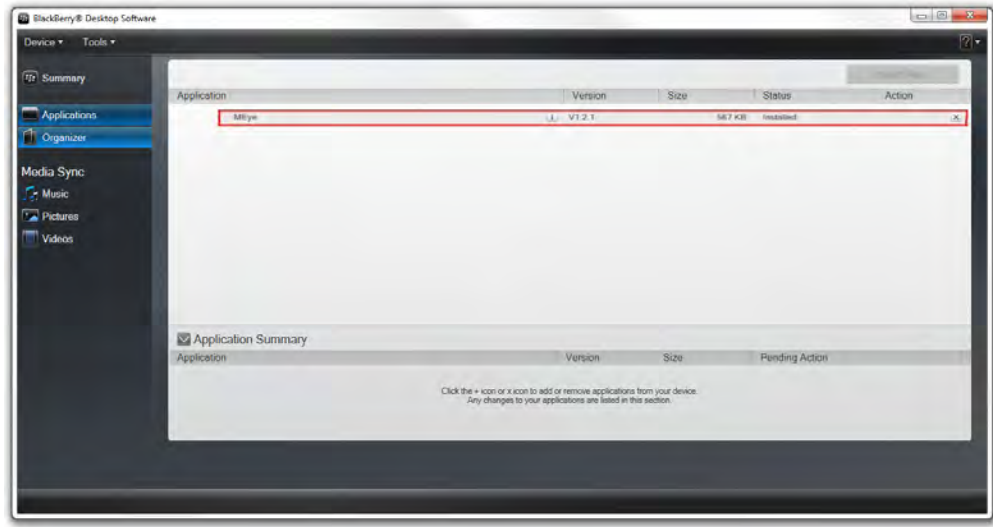 BlackBerry® Desktop Software
Device Tools ?
Summary
Applications
Organizer
Media Sync
Music
Pictures
Videos
Application Version Size Status Action
MEye i V1.2.1 567 KB Installed x
Application Summary
Application Version Size Pending Action
Click the + icon or x icon to add or remove applications from your device.
Any changes to your applications are listed in this section.